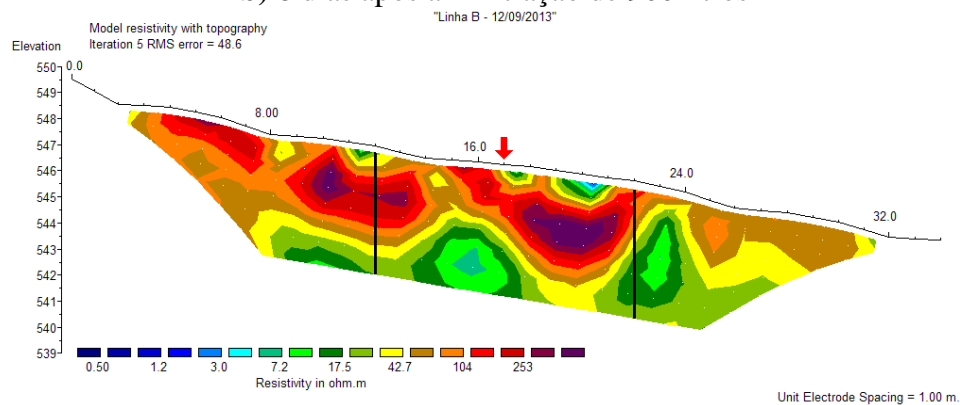 "Linha B - 12/09/2013"
Model resistivity with topography
Iteration 5 RMS error = 48.6
Elevation
550
0.0
549
548
8.00
547
16.0
546
24.0
545
544
32.0
543
542
541
540
539
0.50 1.2 3.0 7.2 17.5 42.7 104 253
Resistivity in ohm.m
Unit Electrode Spacing = 1.00 m.